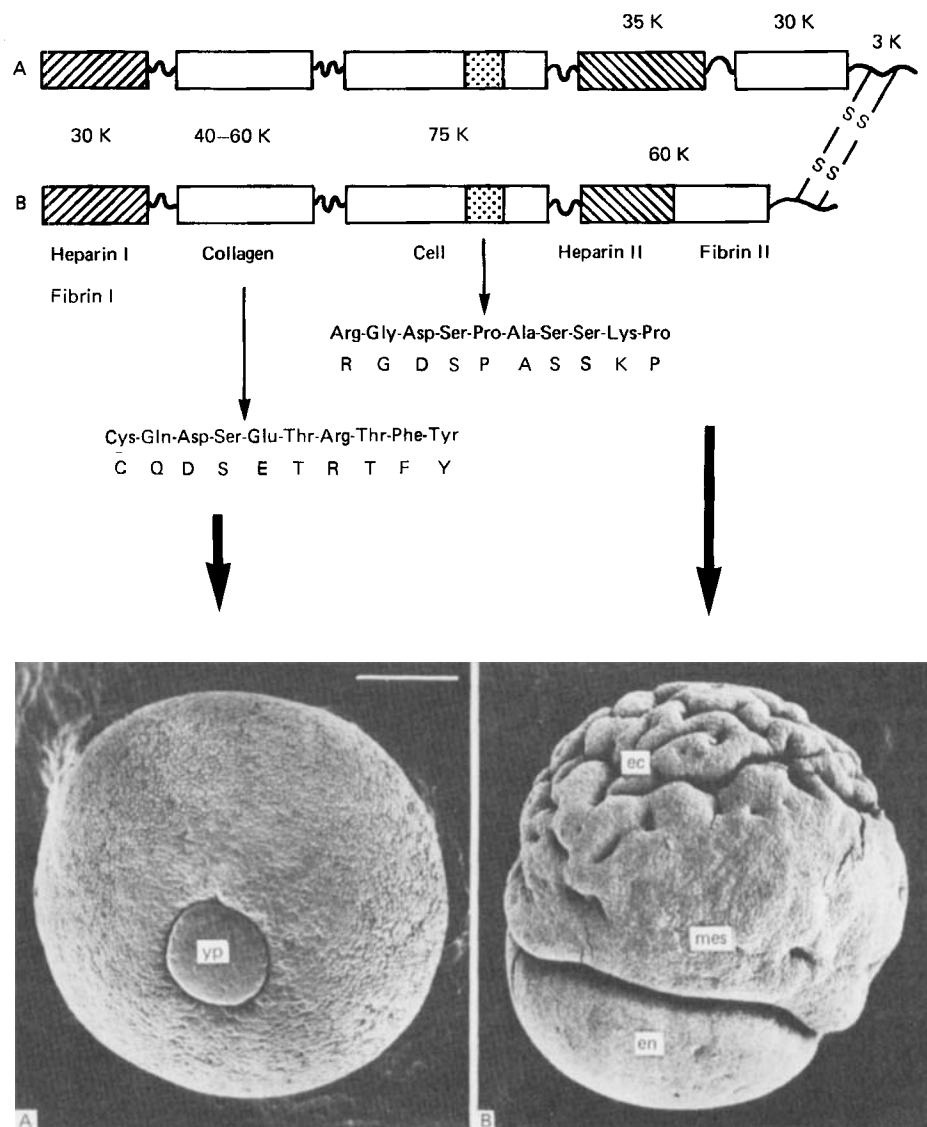 35 K 30 K
3 K
A
S S
30 K 40–60 K 75 K
60 K
S S
B
Heparin I Collagen Cell Heparin II Fibrin II
Fibrin I
Arg-Gly-Asp-Ser-Pro-Ala-Ser-Ser-Lys-Pro
R G D S P A S S K P
Cys-Gln-Asp-Ser-Glu-Thr-Arg-Thr-Phe-Tyr
C Q D S E T R T F Y
ec
yp
mes
en
A B